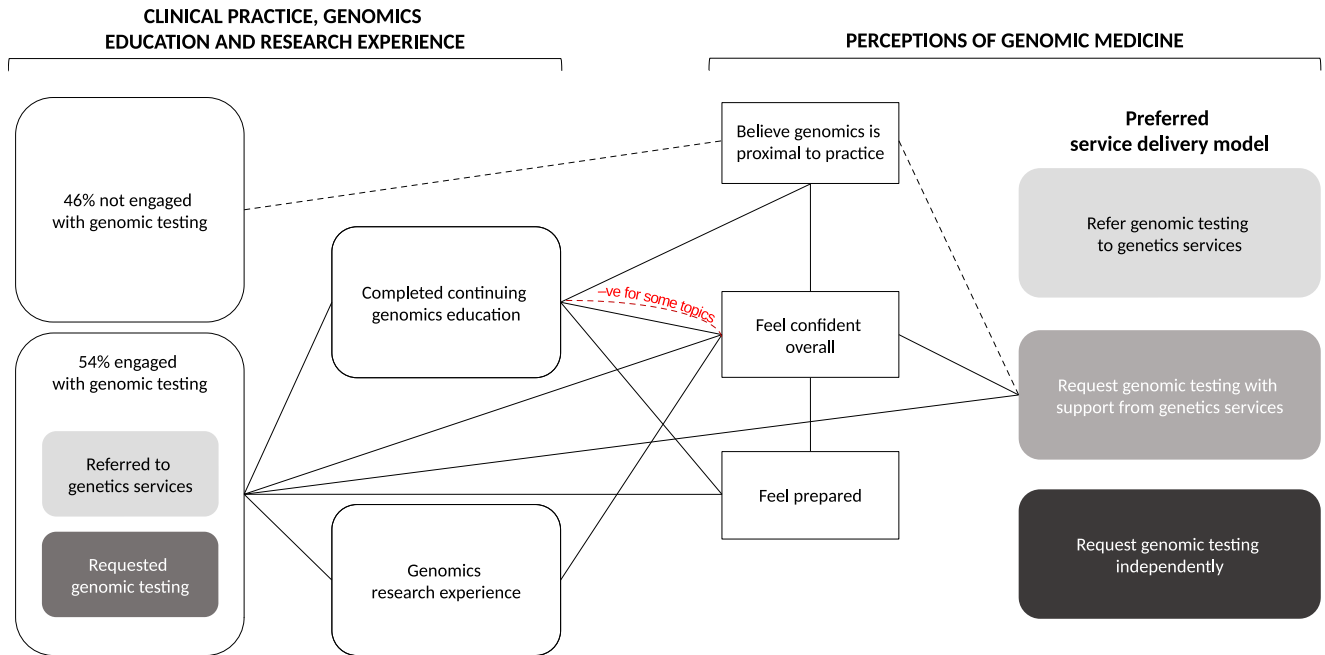 CLINICAL PRACTICE, GENOMICS
EDUCATION AND RESEARCH EXPERIENCE
PERCEPTIONS OF GENOMIC MEDICINE
46% not engaged
with genomic testing
54% engaged
with genomic testing
Referred to
genetics services
Requested
genomic testing
Completed continuing
genomics education
Genomics
research experience
–ve for some topics
Believe genomics is
proximal to practice
Feel confident
overall
Feel prepared
Preferred
service delivery model
Refer genomic testing
to genetics services
Request genomic testing with
support from genetics services
Request genomic testing
independently